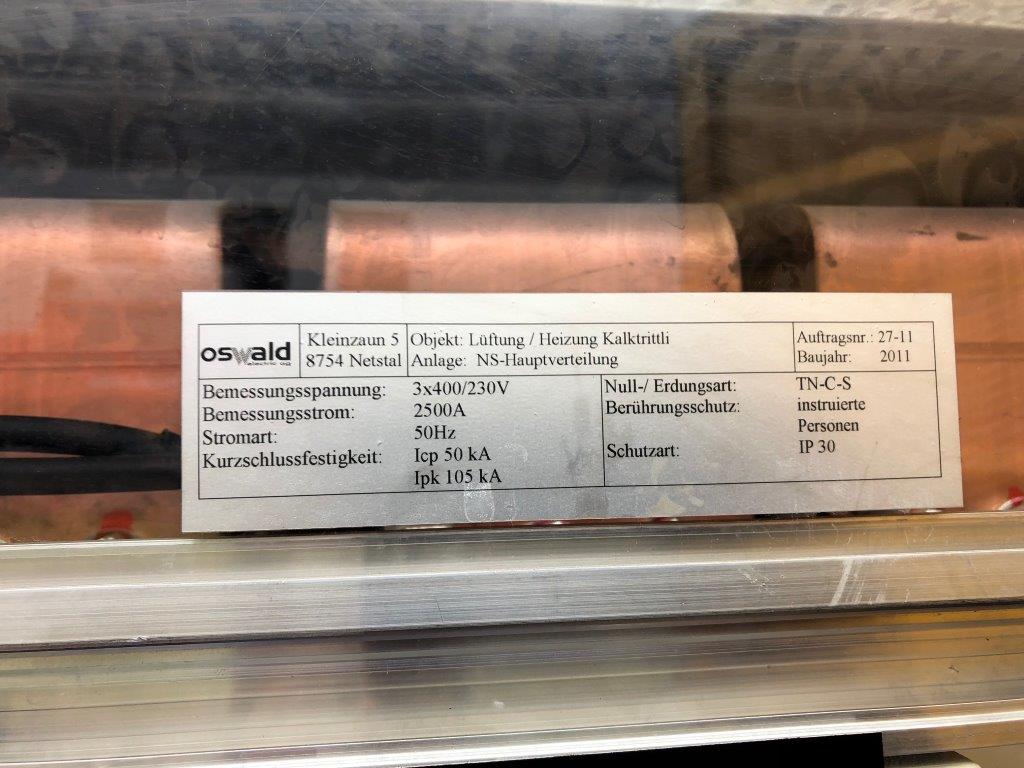 oswald
electric ag
Kleinzaun 5
8754 Netstal
Objekt: Lüftung / Heizung Kalktrittli
Anlage: NS-Hauptverteilung
Auftragsnr.: 27-11
Baujahr: 2011
Bemessungsspannung: 3x400/230V
Bemessungsstrom: 2500A
Stromart: 50Hz
Kurzschlussfestigkeit: Icp 50 kA
Ipk 105 kA
Null-/ Erdungsart: TN-C-S
Berührungsschutz: instruierte
Personen
Schutzart: IP 30